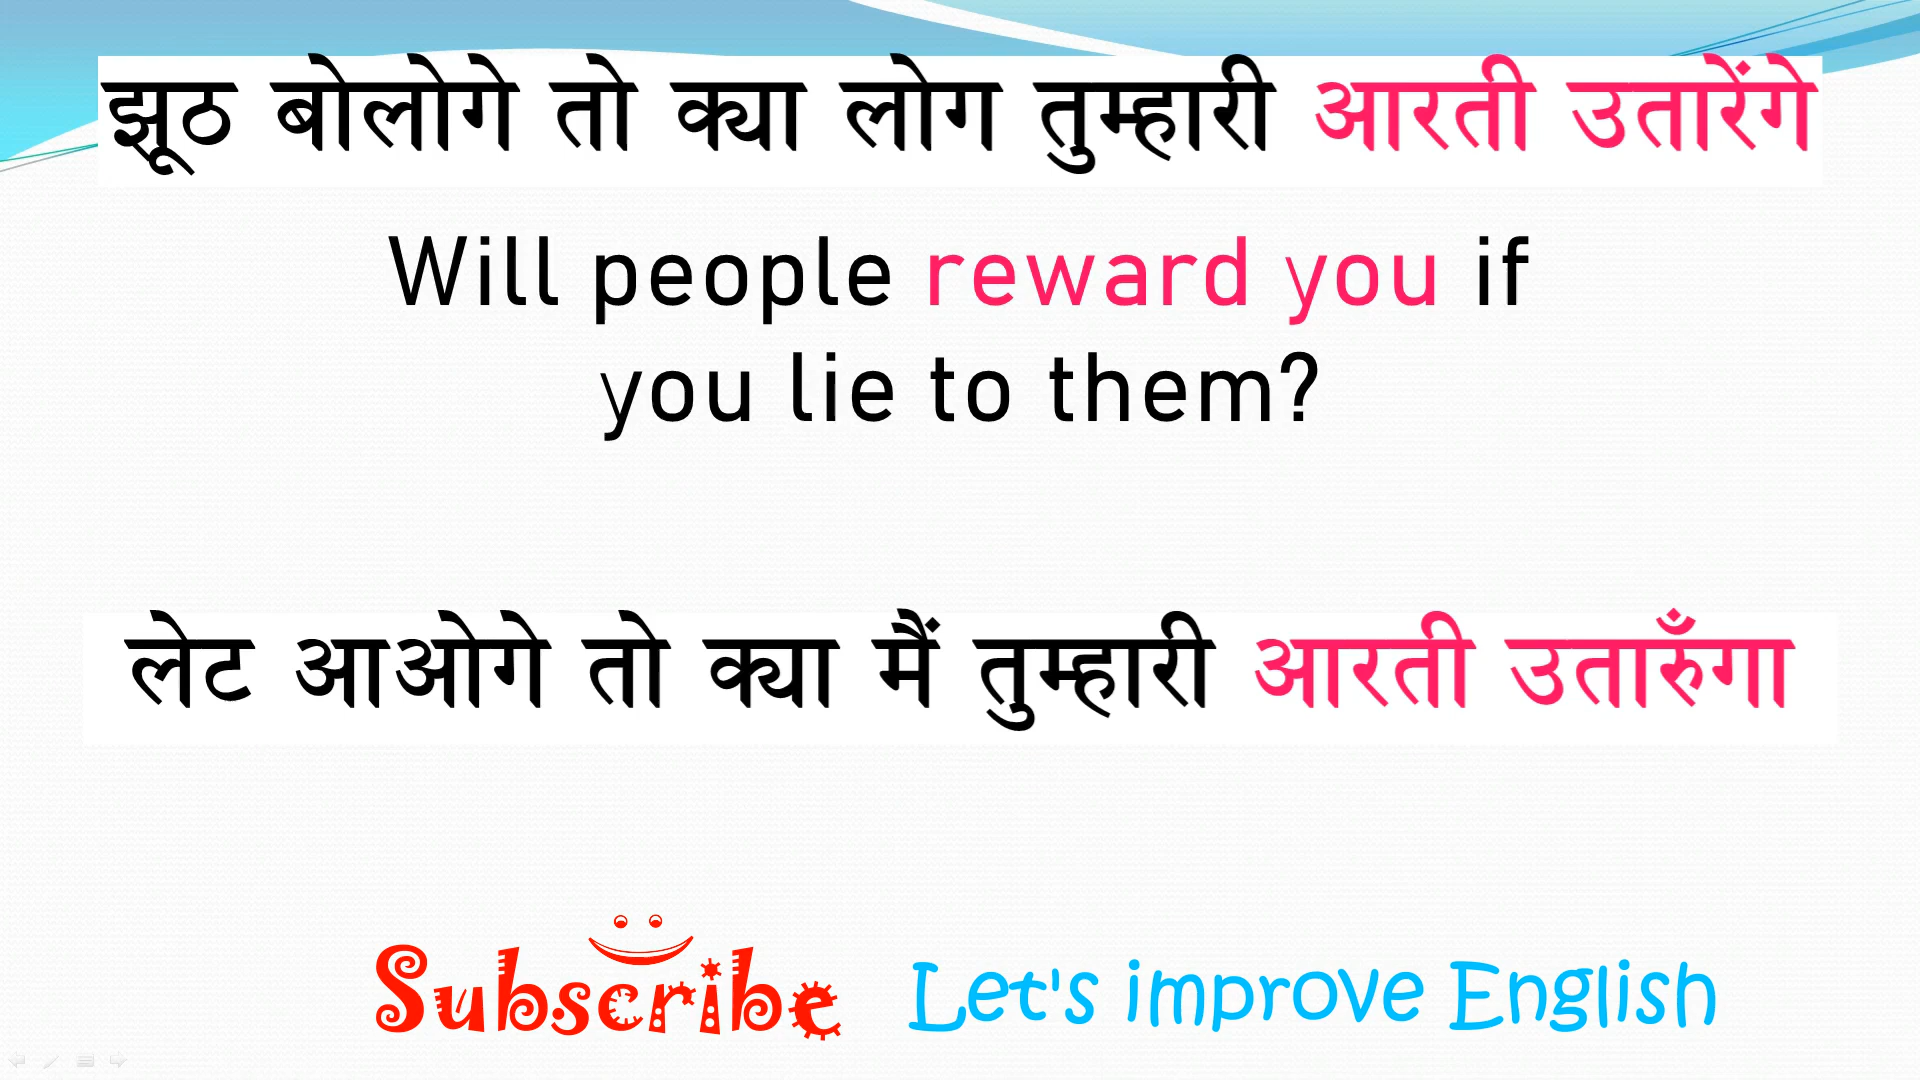 झूठ बोलोगे तो क्या लोग तुम्हारी आरती उतारेंगे
Will people reward you if
you lie to them?
लेट आओगे तो क्या मैं तुम्हारी आरती उतारुँगा
Subscribe Let's improve English